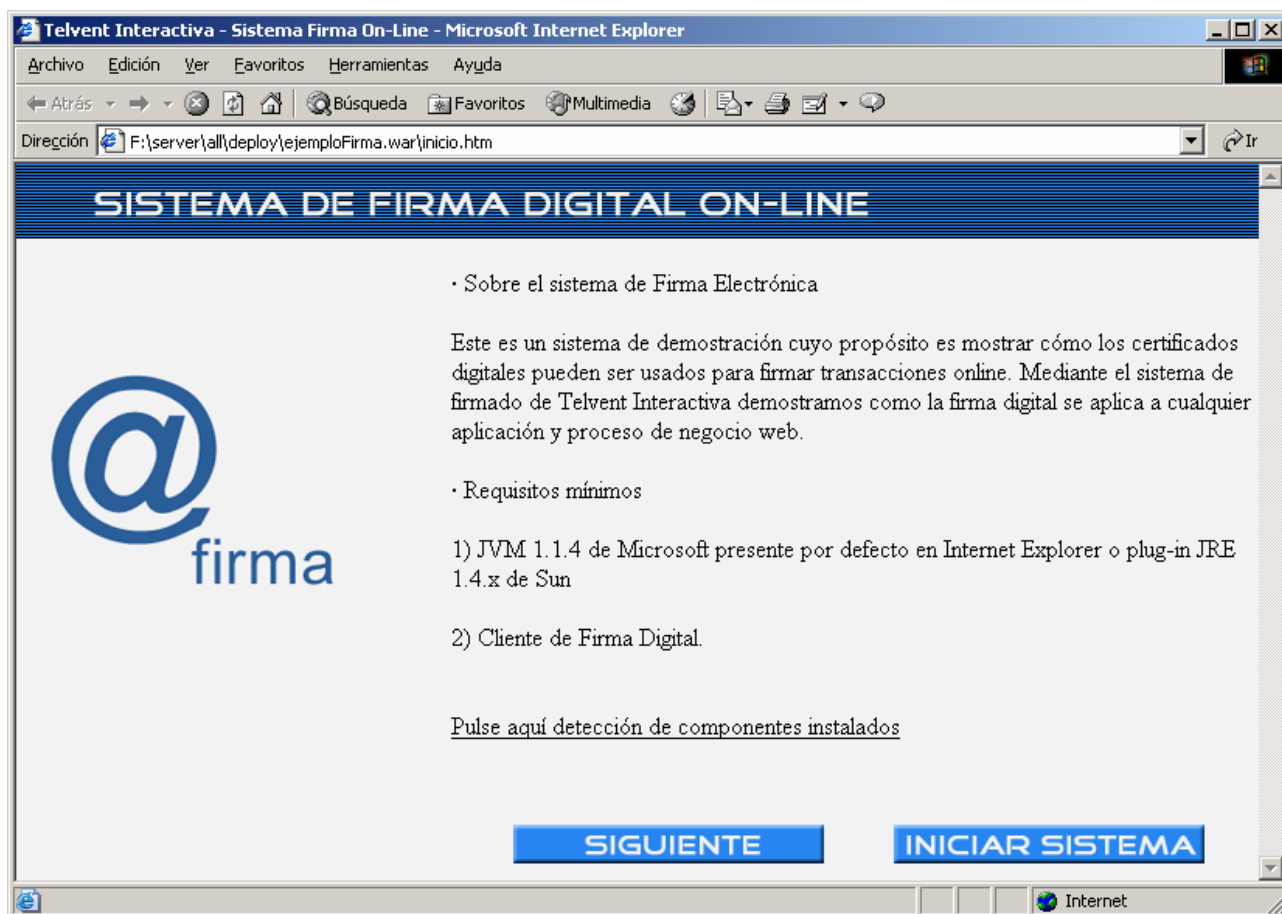 Telvent Interactiva - Sistema Firma On-Line - Microsoft Internet Explorer
Archivo Edición Ver Favoritos Herramientas Ayuda
Atrás Búsqueda Favoritos Multimedia
Dirección F:\server\all\deploy\ejemploFirma.war\inicio.htm Ir
SISTEMA DE FIRMA DIGITAL ON-LINE
· Sobre el sistema de Firma Electrónica
Este es un sistema de demostración cuyo propósito es mostrar cómo los certificados
digitales pueden ser usados para firmar transacciones online. Mediante el sistema de
firmado de Telvent Interactiva demostramos como la firma digital se aplica a cualquier
aplicación y proceso de negocio web.
@
firma
· Requisitos mínimos
1) JVM 1.1.4 de Microsoft presente por defecto en Internet Explorer o plug-in JRE
1.4.x de Sun
2) Cliente de Firma Digital.
Pulse aquí detección de componentes instalados
SIGUIENTE INICIAR SISTEMA
Internet